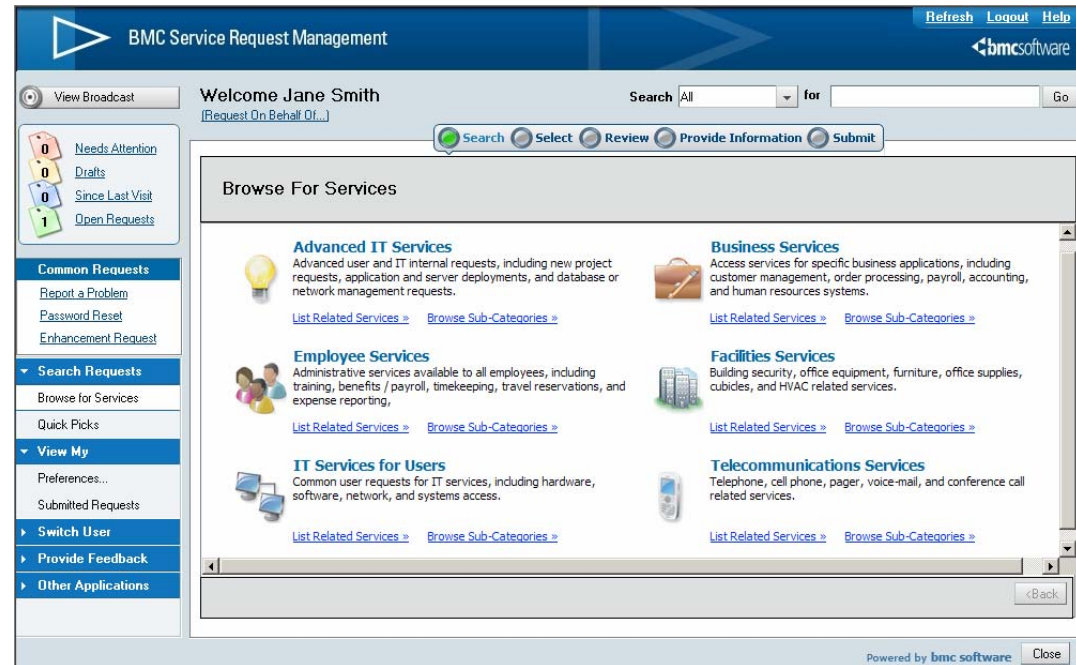 Refresh Logout Help
BMC Service Request Management
bmcsoftware
View Broadcast
Welcome Jane Smith
(Request On Behalf Of...)
Search All for Go
Search Select Review Provide Information Submit
0 Needs Attention
0 Drafts
0 Since Last Visit
1 Open Requests
Common Requests
Report a Problem
Password Reset
Enhancement Request
Search Requests
Browse for Services
Quick Picks
View My
Preferences...
Submitted Requests
Switch User
Provide Feedback
Other Applications
Browse For Services
Advanced IT Services
Advanced user and IT internal requests, including new project
requests, application and server deployments, and database or
network management requests.
List Related Services » Browse Sub-Categories »
Business Services
Access services for specific business applications, including
customer management, order processing, payroll, accounting,
and human resources systems.
List Related Services » Browse Sub-Categories »
Employee Services
Administrative services available to all employees, including
training, benefits / payroll, timekeeping, travel reservations, and
expense reporting,
List Related Services » Browse Sub-Categories »
Facilities Services
Building security, office equipment, furniture, office supplies,
cubicles, and HVAC related services.
List Related Services » Browse Sub-Categories »
IT Services for Users
Common user requests for IT services, including hardware,
software, network, and systems access.
List Related Services » Browse Sub-Categories »
Telecommunications Services
Telephone, cell phone, pager, voice-mail, and conference call
related services.
List Related Services » Browse Sub-Categories »
<Back
Powered by bmc software Close